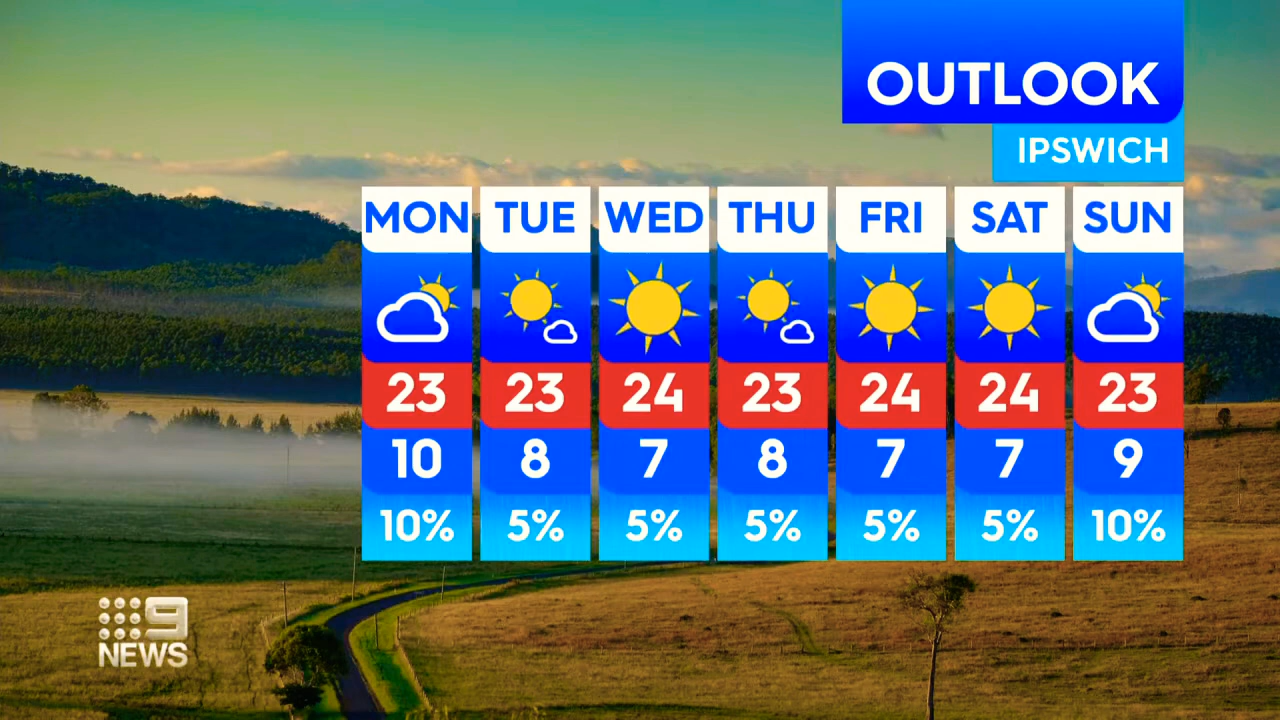 OUTLOOK
IPSWICH
MON TUE WED THU FRI SAT SUN
23 23 24 23 24 24 23
10 8 7 8 7 7 9
10% 5% 5% 5% 5% 5% 10%
9
NEWS